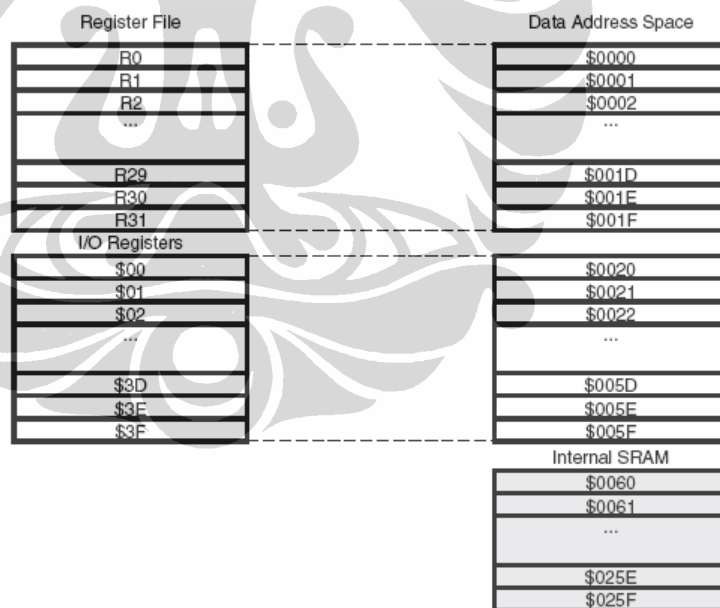 Register File
Data Address Space
R0
$0000
R1
$0001
R2
$0002
...
...
R29
$001D
R30
$001E
R31
$001F
I/O Registers
$00
$0020
$01
$0021
$02
$0022
...
...
$3D
$005D
$3E
$005E
$3F
$005F
Internal SRAM
$0060
$0061
...
$025E
$025F